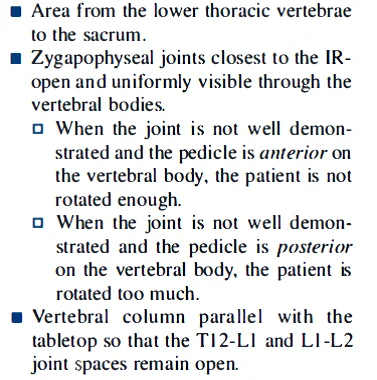 Area from the lower thoracic vertebrae
to the sacrum.
Zygapophyseal joints closest to the IR-
open and uniformly visible through the
vertebral bodies.
When the joint is not well demon-
strated and the pedicle is anterior on
the vertebral body, the patient is not
rotated enough.
When the joint is not well demon-
strated and the pedicle is posterior
on the vertebral body, the patient is
rotated too much.
Vertebral column parallel with the
tabletop so that the T12-L1 and L1-L2
joint spaces remain open.